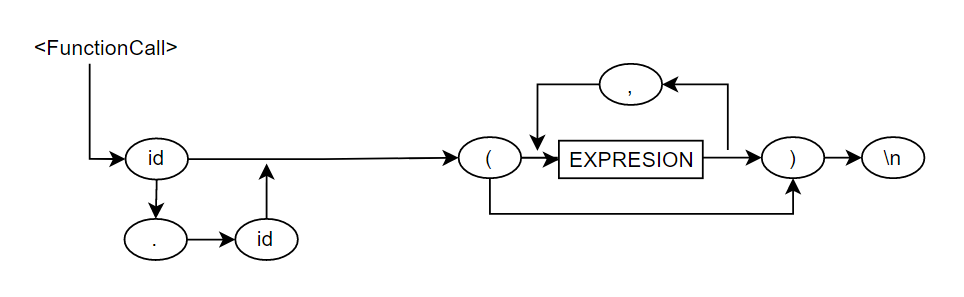 <FunctionCall>
,
id ( EXPRESION ) \n
. id